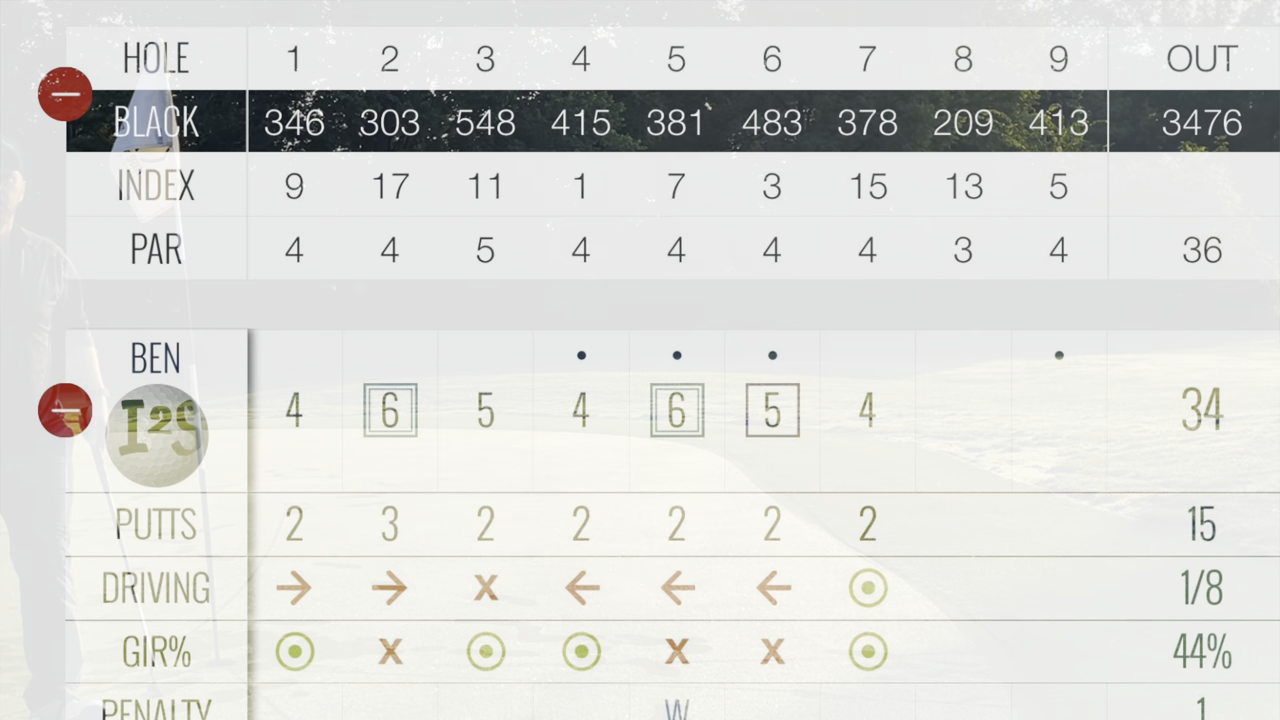 HOLE 1 2 3 4 5 6 7 8 9 OUT
BLACK 346 303 548 415 381 483 378 209 413 3476
INDEX 9 17 11 1 7 3 15 13 5
PAR 4 4 5 4 4 4 4 3 4 36
BEN
4 6 5 4 6 5 4 34
I2S
PUTTS 2 3 2 2 2 2 2 15
DRIVING → → X ← ← ← 1/8
GIR% X X X 44%
PENALTY W 1